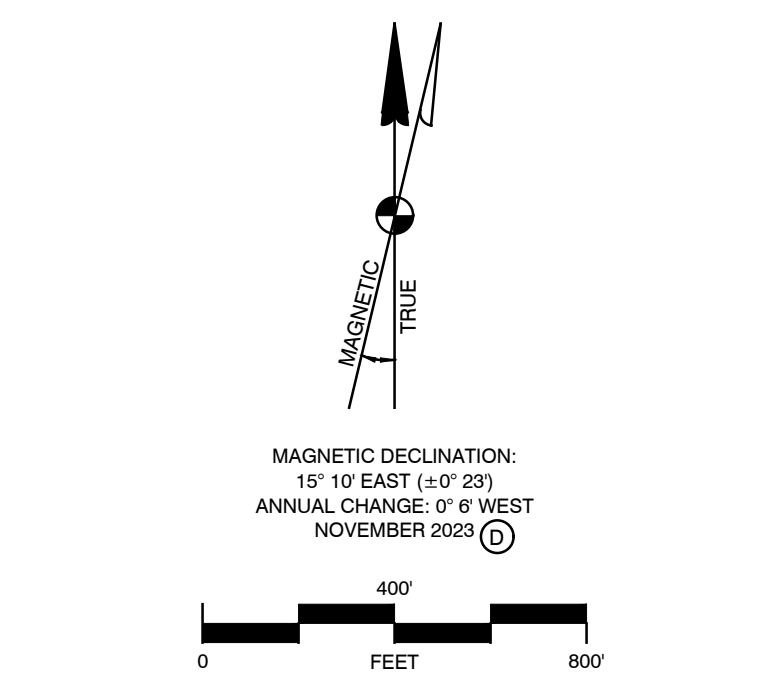 MAGNETIC
TRUE
MAGNETIC DECLINATION:
15° 10' EAST (±0° 23')
ANNUAL CHANGE: 0° 6' WEST
NOVEMBER 2023 D
400'
0 FEET 800'